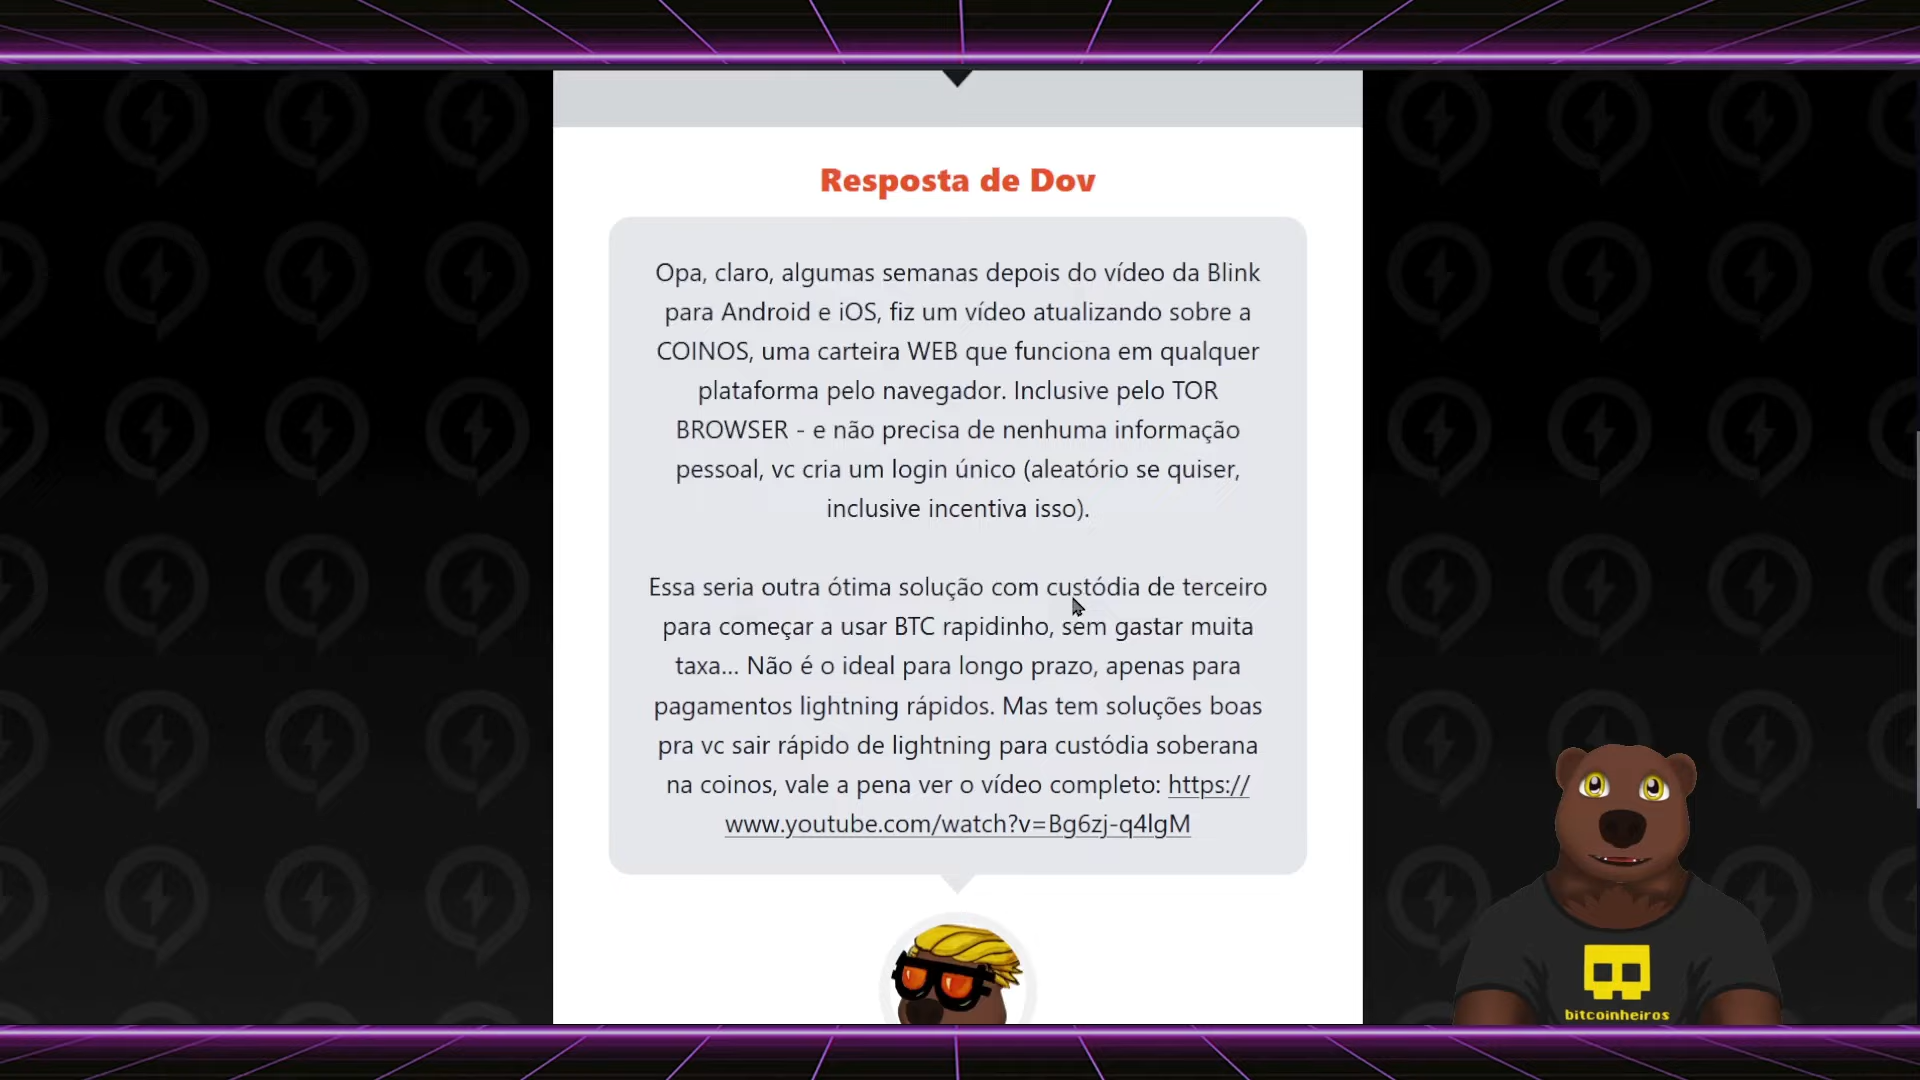 Resposta de Dov
Opa, claro, algumas semanas depois do vídeo da Blink
para Android e iOS, fiz um vídeo atualizando sobre a
COINOS, uma carteira WEB que funciona em qualquer
plataforma pelo navegador. Inclusive pelo TOR
BROWSER - e não precisa de nenhuma informação
pessoal, vc cria um login único (aleatório se quiser,
inclusive incentiva isso).
Essa seria outra ótima solução com custódia de terceiro
para começar a usar BTC rapidinho, sem gastar muita
taxa... Não é o ideal para longo prazo, apenas para
pagamentos lightning rápidos. Mas tem soluções boas
pra vc sair rápido de lightning para custódia soberana
na coinos, vale a pena ver o vídeo completo: https://
www.youtube.com/watch?v=Bg6zj-q4lgM
bitcoinheiros